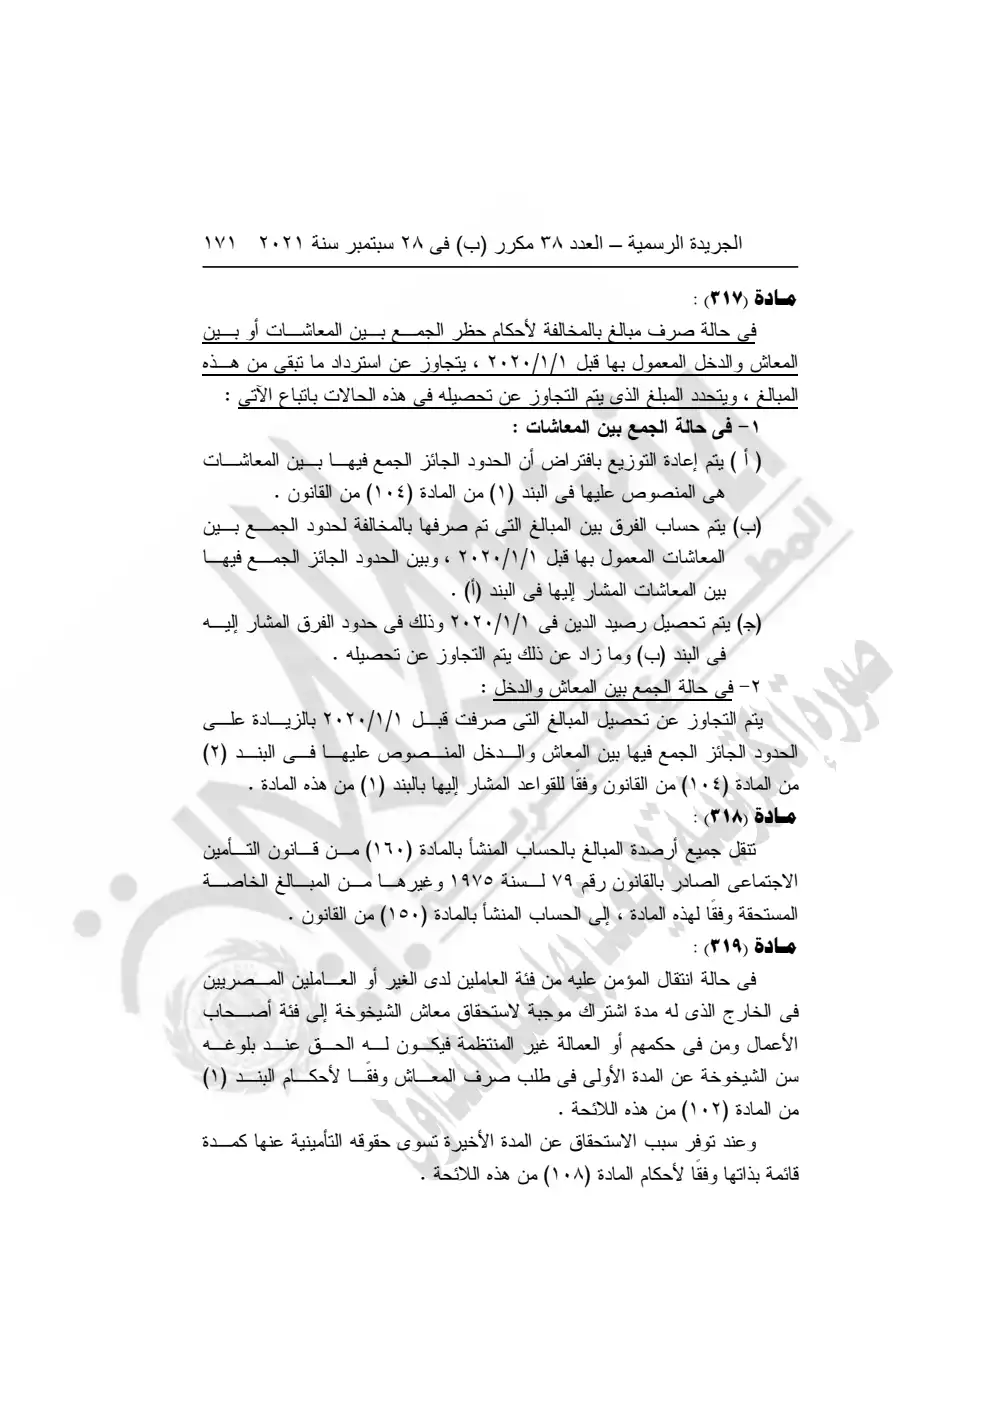 الجريدة الرسمية – العدد ٣٨ مكرر (ب) فى ٢٨ سبتمبر سنة ٢٠٢١ ١٧١
مادة (٣١٧) :
فى حالة صرف مبالغ بالمخالفة لأحكام حظر الجمع بين المعاشات أو بين
المعاش والدخل المعمول بها قبل ٢٠٢٠/١/١ ، يتجاوز عن استرداد ما تبقى من هذه
المبالغ ، ويتحدد المبلغ الذى يتم التجاوز عن تحصيله فى هذه الحالات باتباع الآتي :
١- فى حالة الجمع بين المعاشات :
( أ ) يتم إعادة التوزيع بافتراض أن الحدود الجائز الجمع فيها بين المعاشات
هى المنصوص عليها فى البند (١) من المادة (١٠٤) من القانون .
(ب) يتم حساب الفرق بين المبالغ التى تم صرفها بالمخالفة لحدود الجمع بين
المعاشات المعمول بها قبل ٢٠٢٠/١/١ ، وبين الحدود الجائز الجمع فيها
بين المعاشات المشار إليها فى البند (أ) .
(ج) يتم تحصيل رصيد الدين فى ٢٠٢٠/١/١ وذلك فى حدود الفرق المشار إليه
فى البند (ب) وما زاد عن ذلك يتم التجاوز عن تحصيله .
٢- فى حالة الجمع بين المعاش والدخل :
يتم التجاوز عن تحصيل المبالغ التى صرفت قبل ٢٠٢٠/١/١ بالزيادة على
الحدود الجائز الجمع فيها بين المعاش والدخل المنصوص عليها فى البند (٢)
من المادة (١٠٤) من القانون وفقًا للقواعد المشار إليها بالبند (١) من هذه المادة .
مادة (٣١٨) :
تنقل جميع أرصدة المبالغ بالحساب المنشأ بالمادة (١٦٠) من قانون التأمين
الاجتماعى الصادر بالقانون رقم ٧٩ لسنة ١٩٧٥ وغيرها من المبالغ الخاصة
المستحقة وفقًا لهذه المادة ، إلى الحساب المنشأ بالمادة (١٥٠) من القانون .
مادة (٣١٩) :
فى حالة انتقال المؤمن عليه من فئة العاملين لدى الغير أو العاملين المصريين
فى الخارج الذى له مدة اشتراك موجبة لاستحقاق معاش الشيخوخة إلى فئة أصحاب
الأعمال ومن فى حكمهم أو العمالة غير المنتظمة فيكون له الحق عند بلوغه
سن الشيخوخة عن المدة الأولى فى طلب صرف المعاش وفقًا لأحكام البند (١)
من المادة (١٠٢) من هذه اللائحة .
وعند توفر سبب الاستحقاق عن المدة الأخيرة تسوى حقوقه التأمينية عنها كمدة
قائمة بذاتها وفقًا لأحكام المادة (١٠٨) من هذه اللائحة .